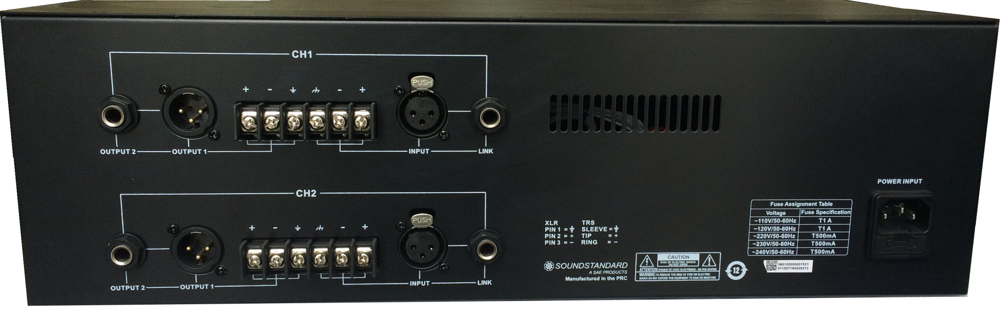 CH1
PUSH
+ - ⏚ - +
OUTPUT 2 OUTPUT 1 INPUT LINK
CH2
PUSH
+ - ⏚ - +
OUTPUT 2 OUTPUT 1 INPUT LINK
XLR TRS
PIN 1 = ⏚ SLEEVE = ⏚
PIN 2 = + TIP = +
PIN 3 = - RING = -
SOUNDSTANDARD
A SAE PRODUCTS
Manufactured in the PRC
CAUTION
RISK OF ELECTRIC SHOCK
DO NOT OPEN
ATTENTION: RISQUE DE CHOC ELECTRIQUE - NE PAS OUVRIR
WARNING: TO REDUCE THE RISK OF FIRE OR ELECTRIC
SHOCK DO NOT EXPOSE THIS EQUIPMENT TO RAIN OR MOISTURE
12
Fuse Assignment Table
Voltage Fuse Specification
~110V/50-60Hz T1 A
~120V/50-60Hz T1 A
~220V/50-60Hz T500mA
~230V/50-60Hz T500mA
~240V/50-60Hz T500mA
060100000001521
011507160000212
POWER INPUT